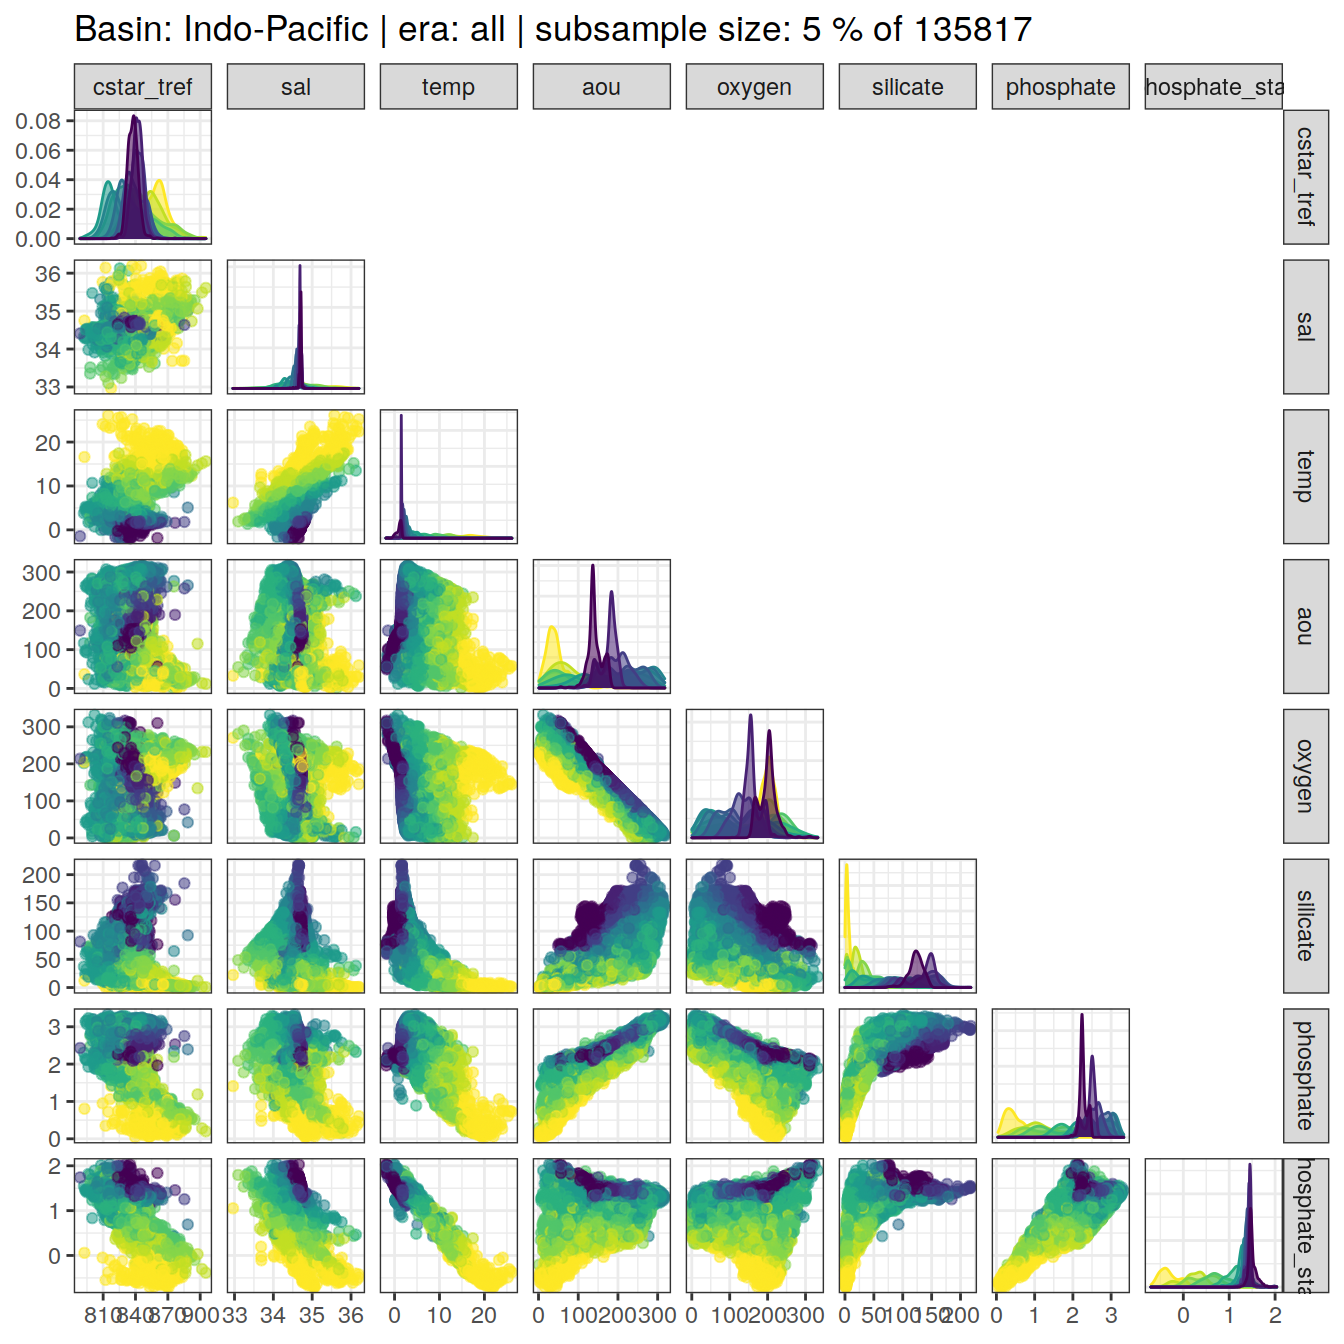 Basin: Indo-Pacific | era: all | subsample size: 5 % of 135817
cstar_tref sal temp aou oxygen silicate phosphate hosphate_sta
0.08
0.06
0.04
0.02
0.00
cstar_tref
36
35
34
33
sal
20
10
0
temp
300
200
100
0
aou
300
200
100
0
oxygen
200
150
100
50
0
silicate
3
2
1
0
phosphate
2
1
0
hosphate_sta
810 840 870 900 33 34 35 36 0 10 20 0 100 200 300 0 100 200 300 0 50 100 150 200 0 1 2 3 0 1 2